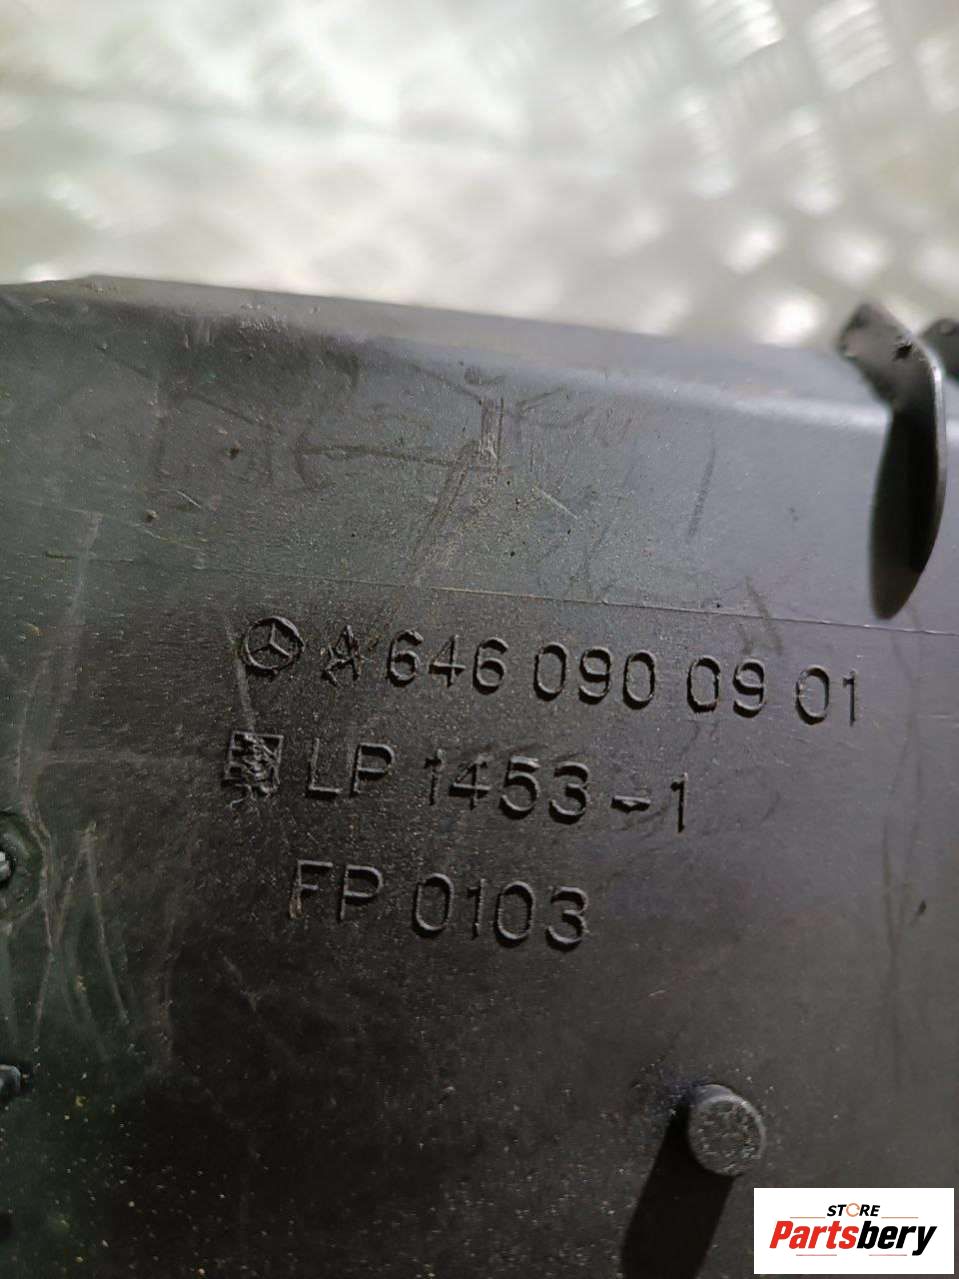 A 646 090 09 01
LP 1453-1
FP 0103
STORE
Partsbery